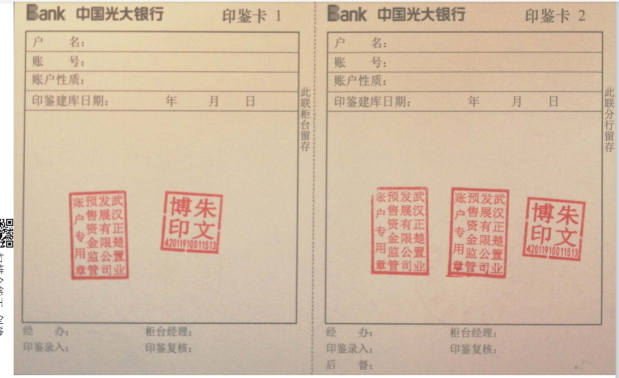 Bank 中国光大银行 印鉴卡 1
户 名：
账 号：
账户性质：
印鉴建库日期： 年 月 日
此联柜台留存
武汉正楚置业
发展有限公司
预售资金监管
账户专用章
朱文
博印
42011910011513
经 办：
柜台经理：
印鉴录入：
印鉴复核：
Bank 中国光大银行 印鉴卡 2
户 名：
账 号：
账户性质：
印鉴建库日期： 年 月 日
此联分行留存
武汉正楚置业
发展有限公司
预售资金监管
账户专用章
武汉正楚置业
发展有限公司
预售资金监管
账户专用章
朱文
博印
42011910011513
经 办：
柜台经理：
印鉴录入：
印鉴复核：
后 督：